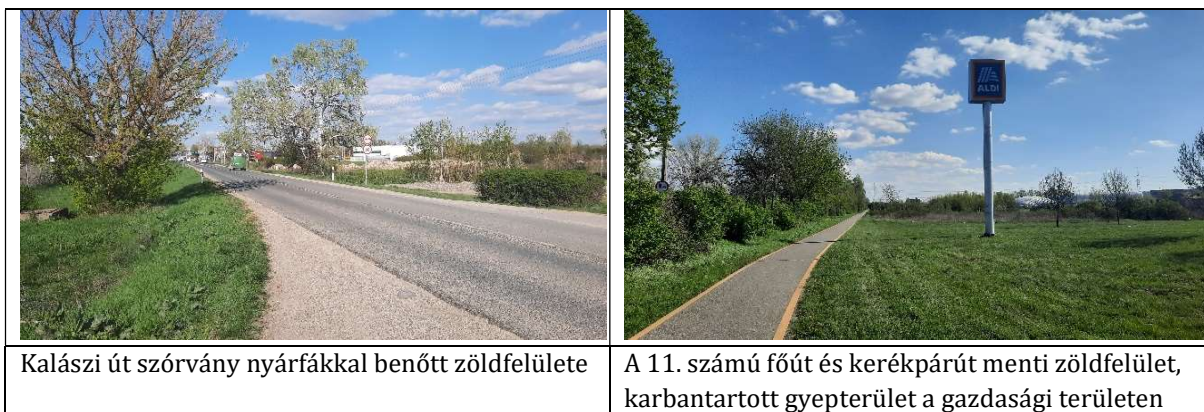 ALDI
Kalászi út szórvány nyárfákkal benőtt zöldfelülete
A 11. számú főút és kerékpárút menti zöldfelület,
karbantartott gyepterület a gazdasági területen